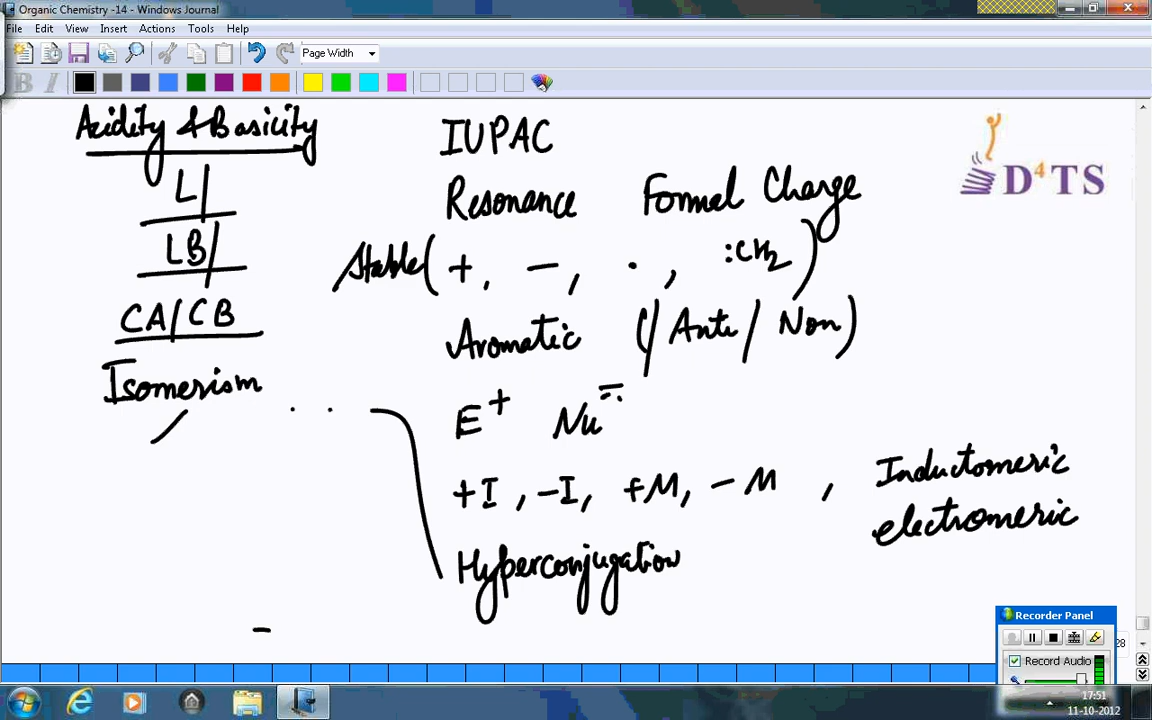 Organic Chemistry -14 - Windows Journal
File Edit View Insert Actions Tools Help
Page Width
B I
Acidity & Basicity
L/
LB/
CA/CB
Isomerism
IUPAC
Resonance Formal Charge
Stable (+, −, ·, :CH2)
Aromatic (/Anti/Non)
E+ Nu
+I, -I, +M, -M, Inductomeric
electromeric
Hyperconjugation
D4TS
Recorder Panel
Record Audio
28
17:51
11-10-2012